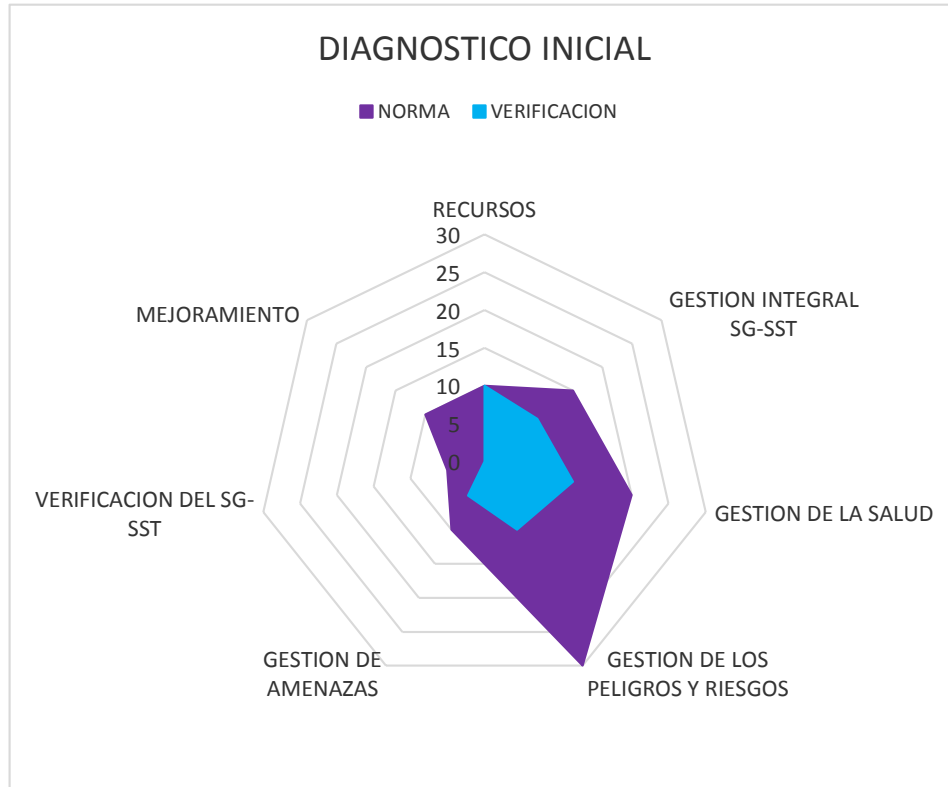 DIAGNOSTICO INICIAL
NORMA VERIFICACION
RECURSOS
30
25
20
15
10
5
0
GESTION INTEGRAL
SG-SST
GESTION DE LA SALUD
GESTION DE LOS
PELIGROS Y RIESGOS
GESTION DE
AMENAZAS
VERIFICACION DEL SG-
SST
MEJORAMIENTO